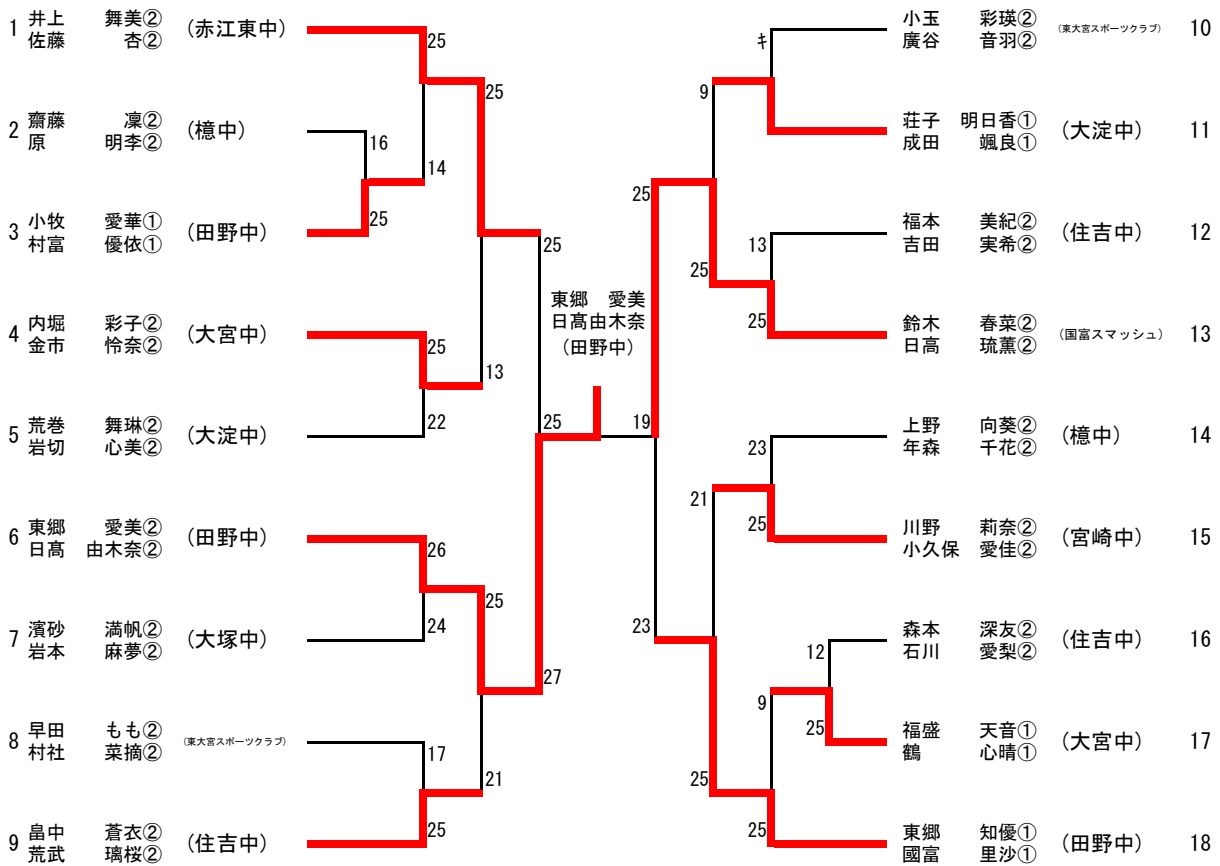 1 井上 舞美② (赤江東中)
佐藤 杏②
2 齋藤 凜② (檍中)
原 明李②
3 小牧 愛華① (田野中)
村富 優依①
4 内堀 彩子② (大宮中)
金市 怜奈②
5 荒巻 舞琳② (大淀中)
岩切 心美②
6 東郷 愛美② (田野中)
日髙 由木奈②
7 濱砂 満帆② (大塚中)
岩本 麻夢②
8 早田 もも② (東大宮スポーツクラブ)
村社 菜摘②
9 畠中 蒼衣② (住吉中)
荒武 璃桜②
25
16
14
25
25
25
22
13
25
26
24
25
17
25
21
27
25
東郷 愛美
日髙由木奈
(田野中)
19
25
23
キ
9
13
25
25
23
25
21
12
25
9
25
25
小玉 彩瑛② (東大宮スポーツクラブ) 10
廣谷 音羽②
荘子 明日香① (大淀中) 11
成田 颯良①
福本 美紀② (住吉中) 12
吉田 実希②
鈴木 春菜② (国富スマッシュ) 13
日高 琉薫②
上野 向葵② (檍中) 14
年森 千花②
川野 莉奈② (宮崎中) 15
小久保 愛佳②
森本 深友② (住吉中) 16
石川 愛梨②
福盛 天音① (大宮中) 17
鶴 心晴①
東郷 知優① (田野中) 18
國富 里沙①